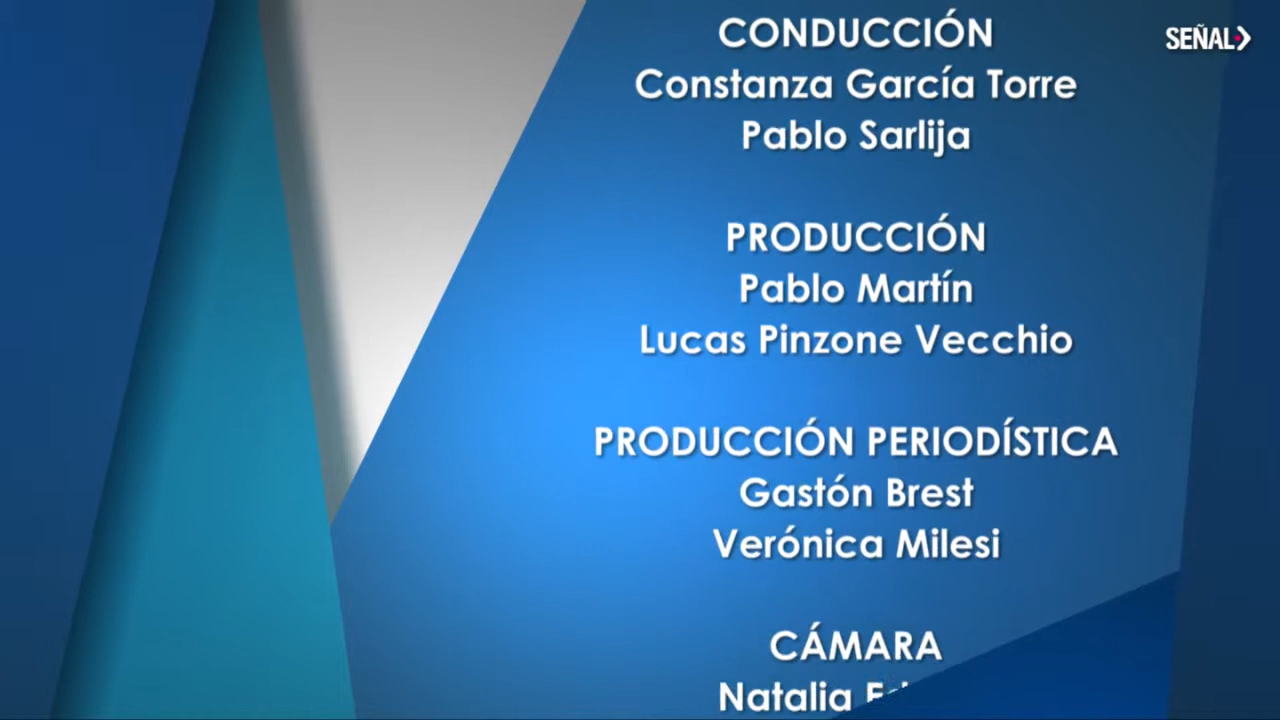 CONDUCCIÓN
SEÑAL
Constanza García Torre
Pablo Sarlija
PRODUCCIÓN
Pablo Martín
Lucas Pinzone Vecchio
PRODUCCIÓN PERIODÍSTICA
Gastón Brest
Verónica Milesi
CÁMARA
Natalia